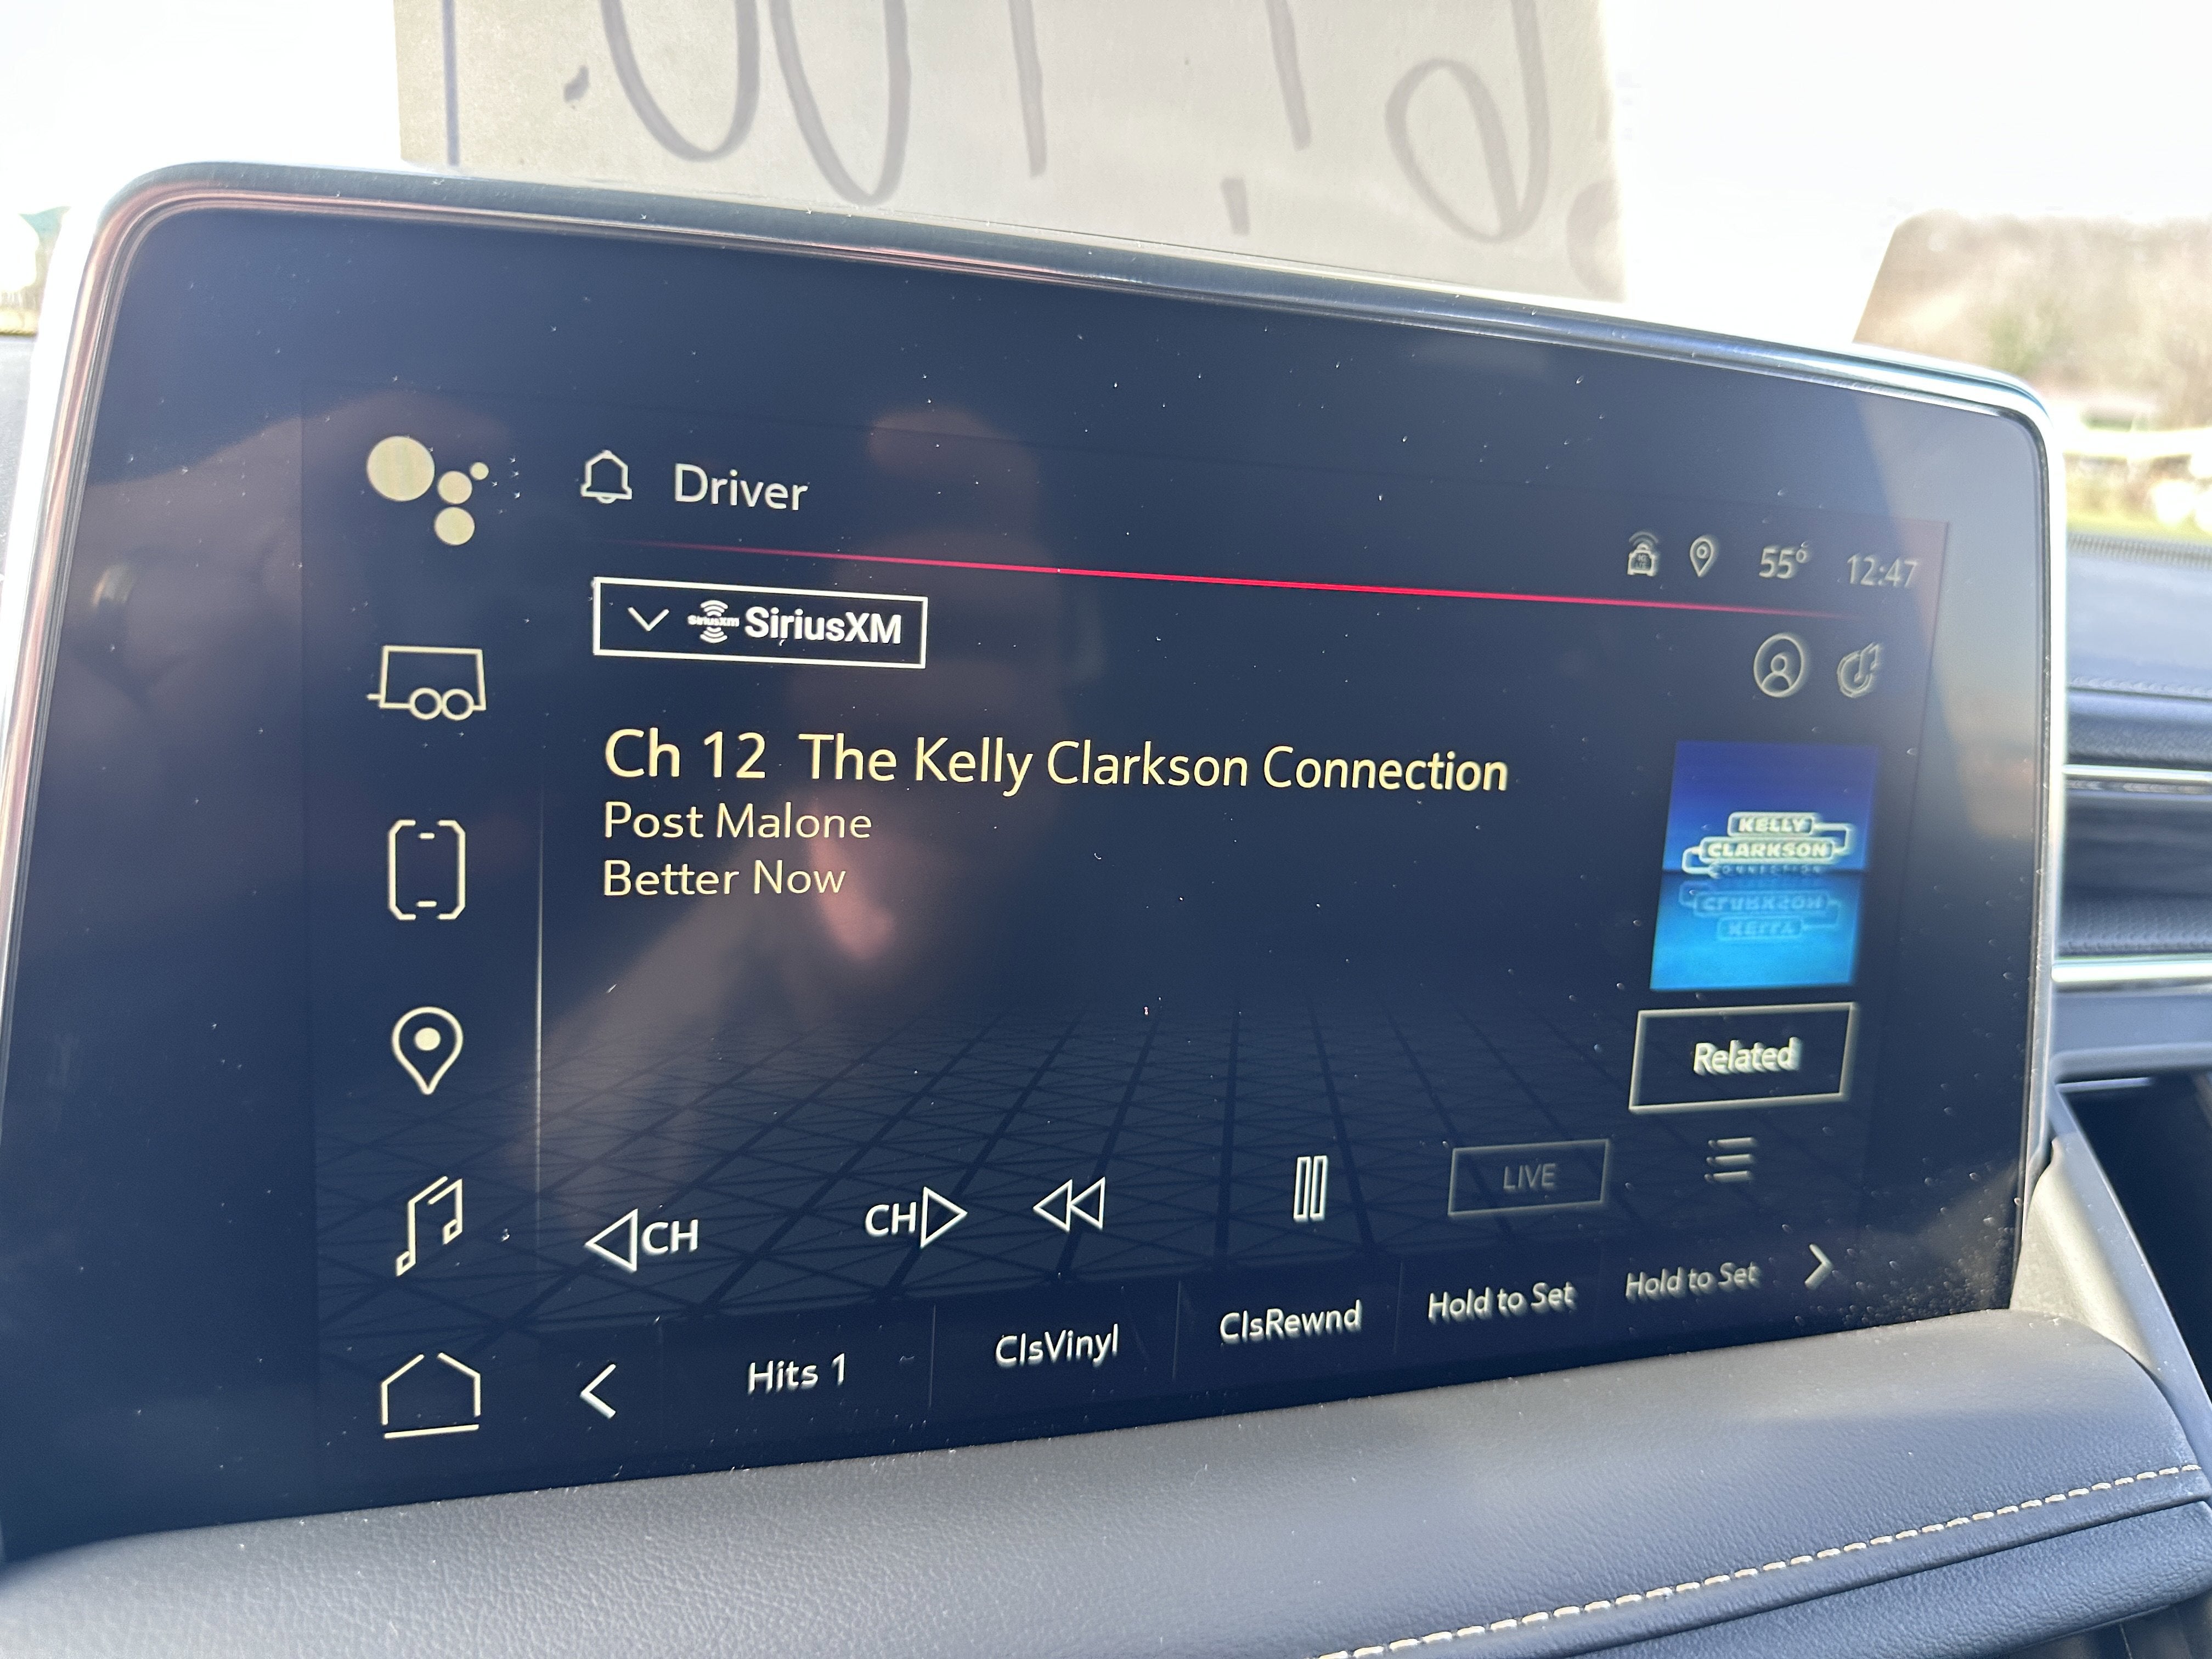 Driver
55° 12:47
SiriusXM
Ch 12 The Kelly Clarkson Connection
Post Malone
Better Now
KELLY
CLARKSON
CONNECTION
Related
CH
CH
LIVE
Hits 1
ClsVinyl
ClsRewnd
Hold to Set
Hold to Set